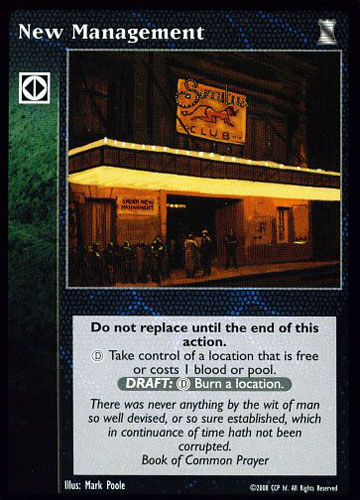 New Management
Succubus
CLUB
UNDER NEW
MANAGEMENT
Do not replace until the end of this
action.
Ⓓ Take control of a location that is free
or costs 1 blood or pool.
DRAFT: Ⓓ Burn a location.
There was never anything by the wit of man
so well devised, or so sure established, which
in continuance of time hath not been
corrupted.
Book of Common Prayer
Illus: Mark Poole
©2008 CCP hf. All Rights Reserved